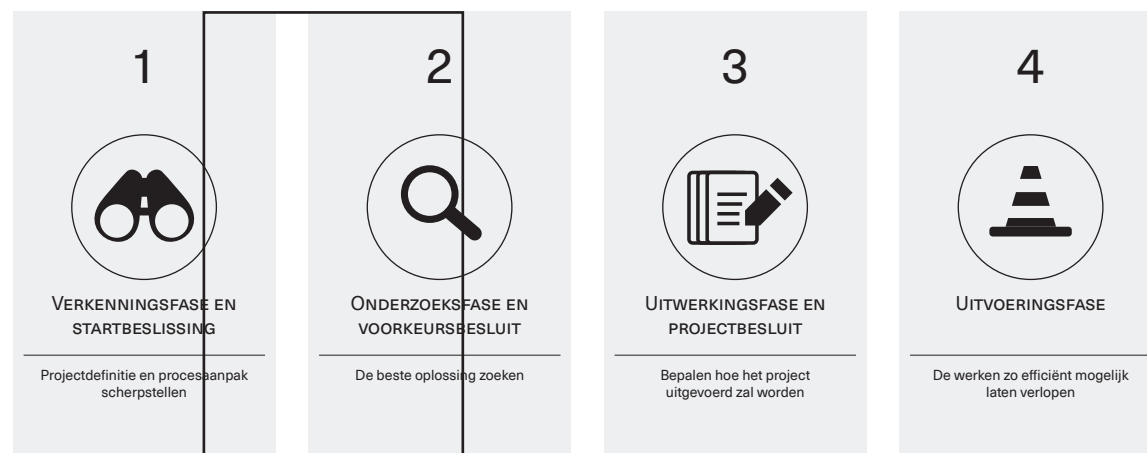 1
VERKENNINGSFASE EN
STARTBESLISSING
Projectdefinitie en procesaanpak
scherpstellen
2
ONDERZOEKSFASE EN
VOORKEURSBESLUIT
De beste oplossing zoeken
3
UITWERKINGSFASE EN
PROJECTBESLUIT
Bepalen hoe het project
uitgevoerd zal worden
4
UITVOERINGSFASE
De werken zo efficiënt mogelijk
laten verlopen